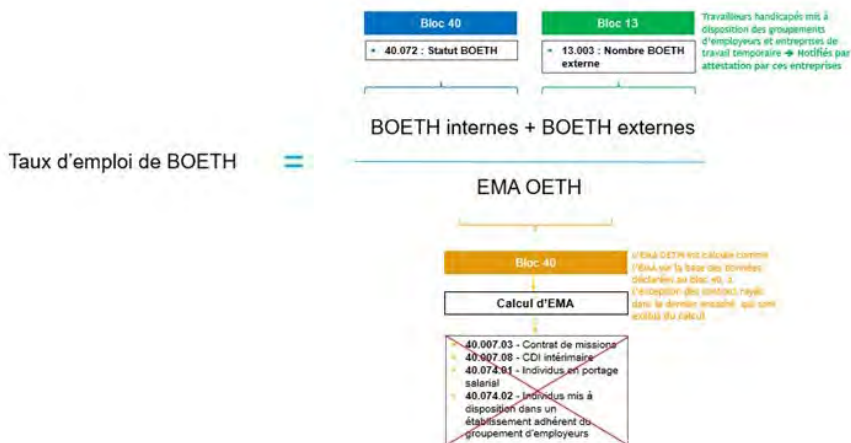 Bloc 40
Bloc 13
Travailleurs handicapés mis à
disposition des groupements
d'employeurs et entreprises de
travail temporaire → Notifiés par
attestation par ces entreprises
40.072 : Statut BOETH
13.003 : Nombre BOETH
externe
BOETH internes + BOETH externes
Taux d'emploi de BOETH =
EMA OETH
Bloc 40
L'EMA OETH est calculé comme
l'EMA sur la base des données
déclarées au bloc 40, à
l'exception des contrats rayés
dans le dernier encadré, qui sont
exclus du calcul
Calcul d'EMA
40.007.03 - Contrat de missions
40.007.08 - CDI intérimaire
40.074.01 - Individus en portage
salarial
40.074.02 - Individus mis à
disposition dans un
établissement adhérent du
groupement d'employeurs